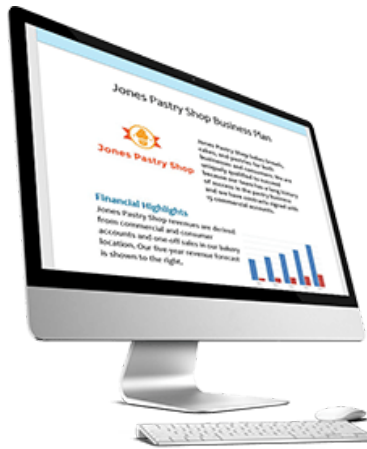 Jones Pastry Shop Business Plan
Jones Pastry Shop
Jones Pastry Shop bakes breads,
cakes, and pastries for both
businesses and consumers. We are
uniquely qualified to succeed
because our team has a long history
of success in the pastry business
and we have contracts signed with
15 commercial accounts.
Financial Highlights
Jones Pastry Shop revenues are derived
from commercial and consumer
accounts and one-off sales in our bakery
location. Our five-year revenue forecast
is shown to the right.